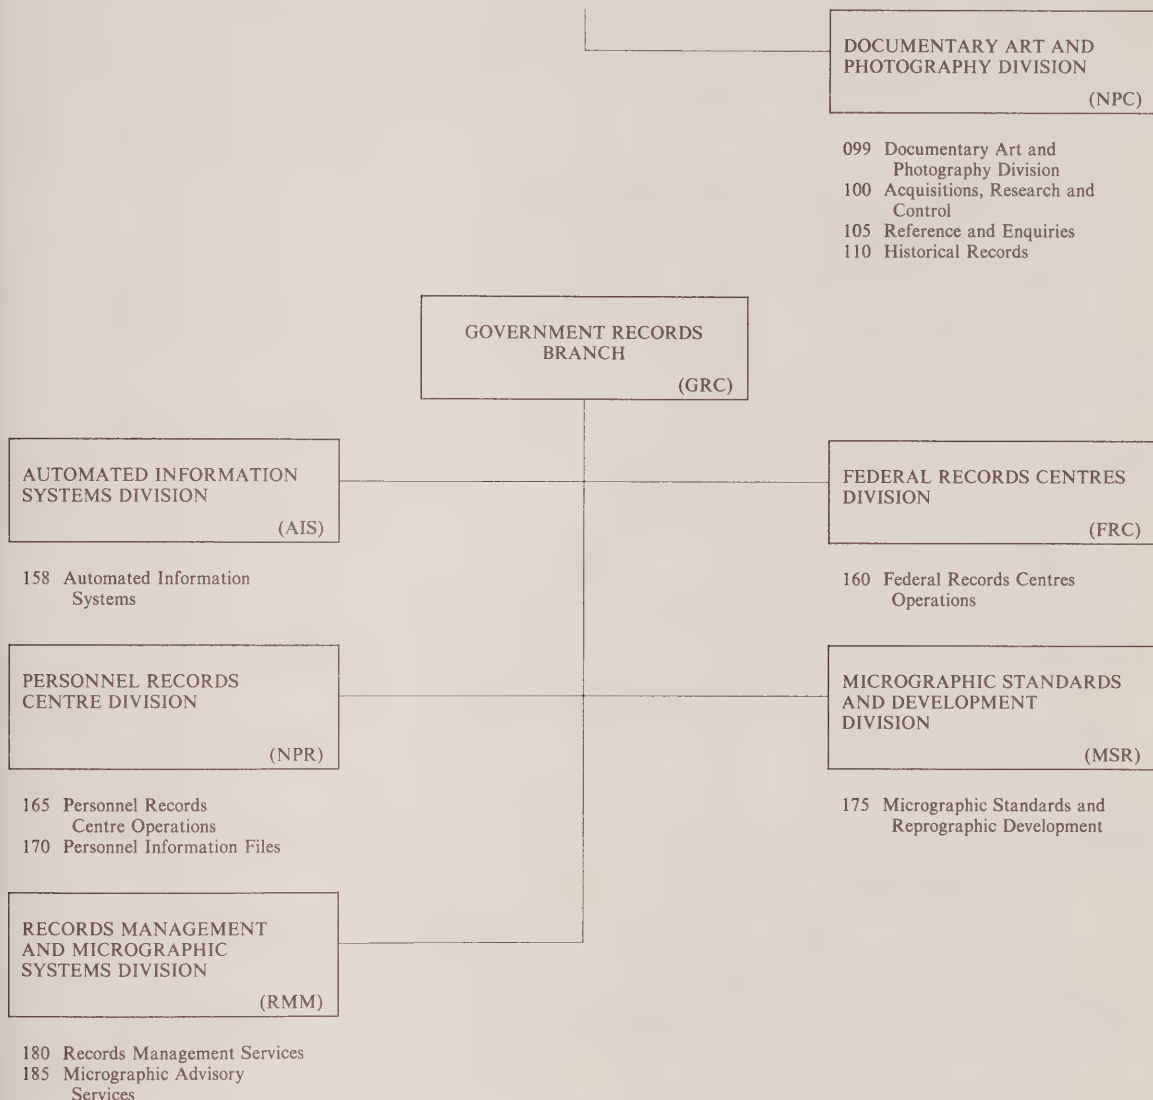 DOCUMENTARY ART AND
PHOTOGRAPHY DIVISION
(NPC)
099 Documentary Art and
Photography Division
100 Acquisitions, Research and
Control
105 Reference and Enquiries
110 Historical Records
GOVERNMENT RECORDS
BRANCH
(GRC)
AUTOMATED INFORMATION
SYSTEMS DIVISION
(AIS)
158 Automated Information
Systems
FEDERAL RECORDS CENTRES
DIVISION
(FRC)
160 Federal Records Centres
Operations
PERSONNEL RECORDS
CENTRE DIVISION
(NPR)
165 Personnel Records
Centre Operations
170 Personnel Information Files
MICROGRAPHIC STANDARDS
AND DEVELOPMENT
DIVISION
(MSR)
175 Micrographic Standards and
Reprographic Development
RECORDS MANAGEMENT
AND MICROGRAPHIC
SYSTEMS DIVISION
(RMM)
180 Records Management Services
185 Micrographic Advisory
Services